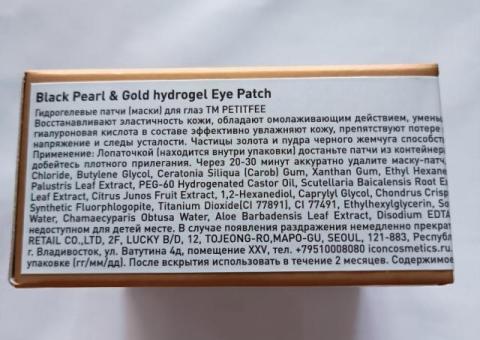 Black Pearl & Gold hydrogel Eye Patch
Гидрогелевые патчи (маски) для глаз ТМ PETITFEE
Восстанавливают эластичность кожи, обладают омолаживающим действием, умень
гиалуроновая кислота в составе эффективно увлажняют кожу, препятствуют потере
напряжение и следы усталости. Частицы золота и пудра черного жемчуга способств
Применение: Лопаточкой (находится внутри упаковки) достаньте патчи из контейнера
добытного прилегания. Через 20-30 минут аккуратно удалите маску-патч,
Chloride, Butylene Glycol, Ceratonia Siliqua (Carob) Gum, Xanthan Gum, Ethyl Hexane
Palustris Leaf Extract, PEG-60 Hydrogenated Castor Oil, Scutellaria Baicalensis Root E
Leaf Extract, Citrus Junos Fruit Extract, 1,2-Hexanediol, Caprylyl Glycol, Chondrus Crisp
Synthetic Fluorphlogopite, Titanium Dioxide(CI 77891), CI 77491, Ethylhexylglycerin, So
Water, Chamaecyparis Obtusa Water, Aloe Barbadensis Leaf Extract, Disodium EDTA
недоступном для детей месте. В случае появления раздражения немедленно прекрат
RETAIL CO.,LTD, 2F, LUCKY B/D, 12, TOJEONG-RO, MAPO-GU, SEOUL, 121-883, Республ
г. Владивосток, ул. Ватутина 4д, помещение XXV, тел. +79510008080 iconcosmetics.ru
упаковке (гг/мм/дд). После вскрытия использовать в течение 2 месяцев. Содержимое